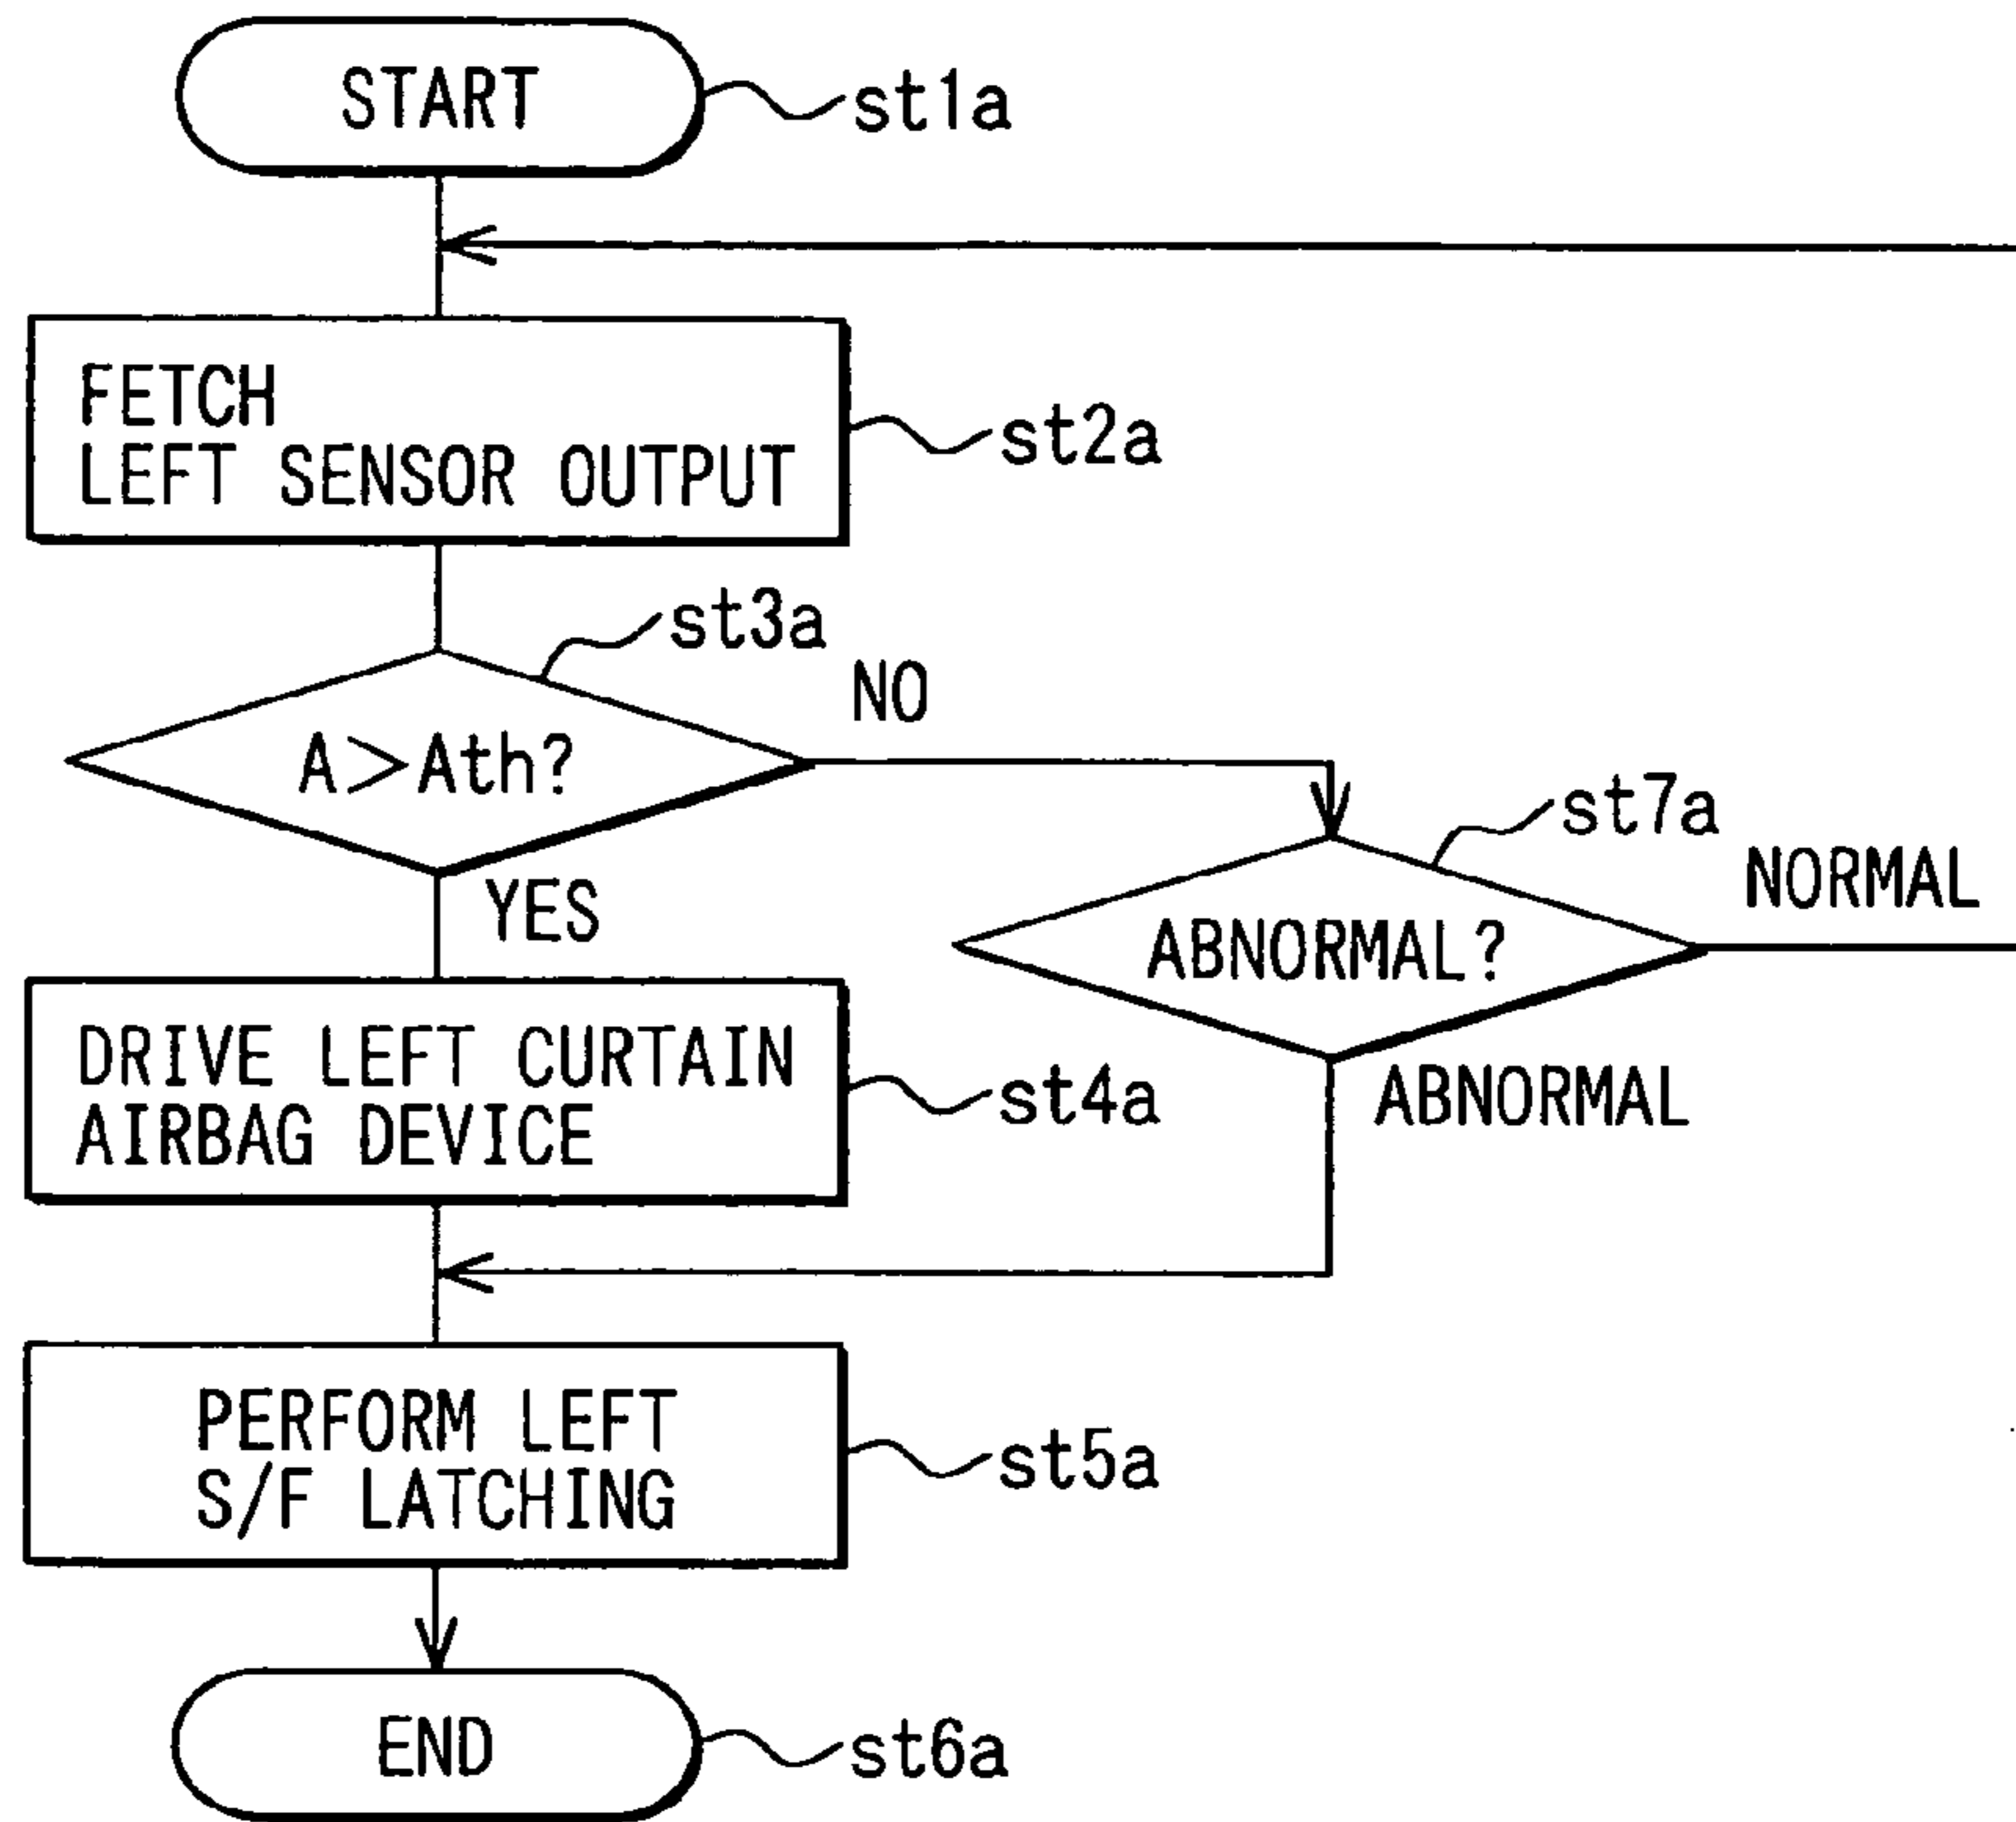 START
st1a
FETCH
LEFT SENSOR OUTPUT
st2a
st3a
NO
A>Ath?
st7a
NORMAL
YES
ABNORMAL?
DRIVE LEFT CURTAIN
AIRBAG DEVICE
st4a
ABNORMAL
PERFORM LEFT
S/F LATCHING
st5a
END
st6a